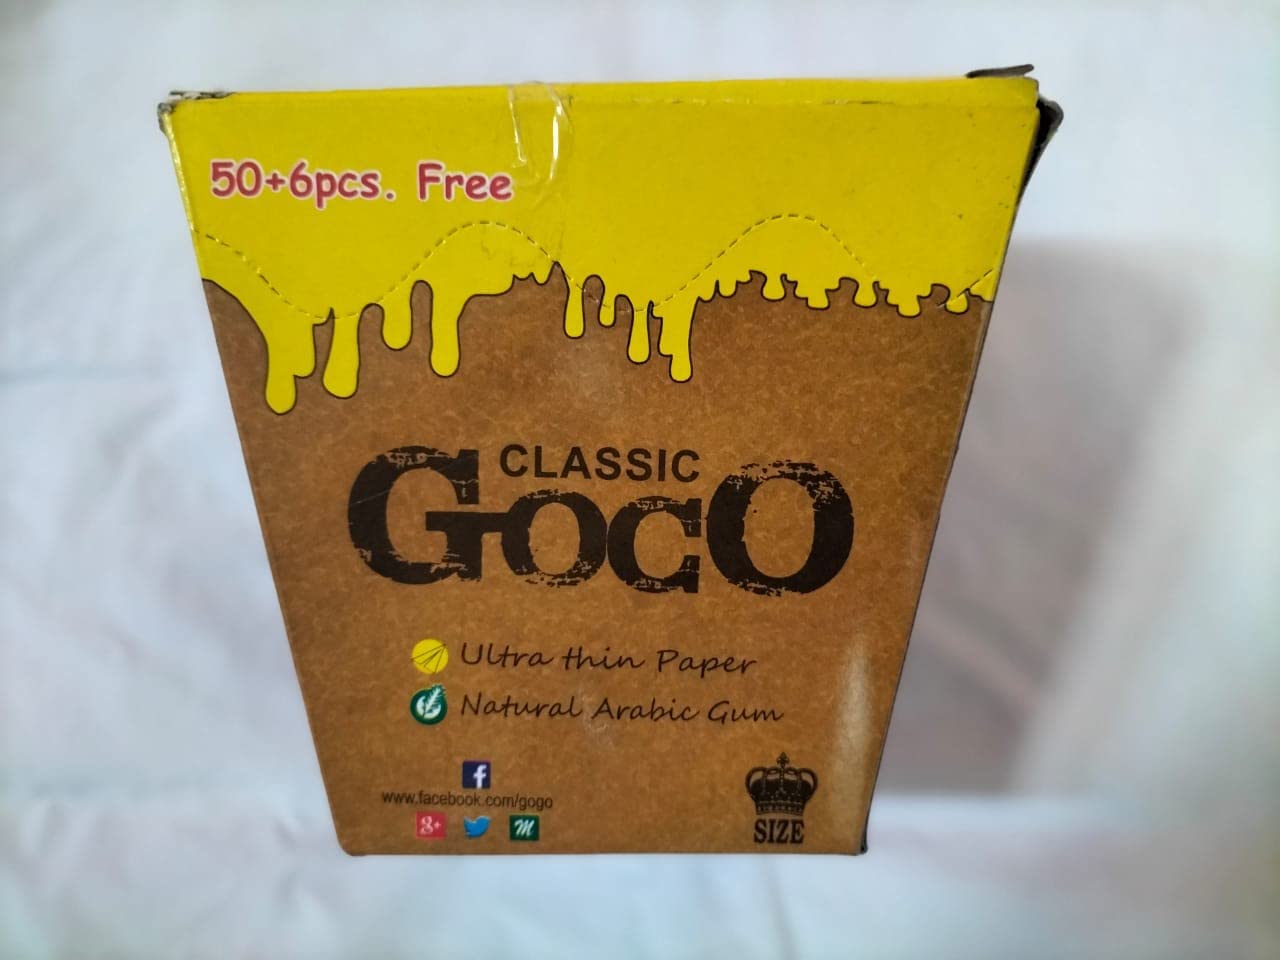 50+6pcs. Free
CLASSIC
GOCO
Ultra thin Paper
Natural Arabic Gum
f
www.facebook.com/gogo
g+
M
SIZE